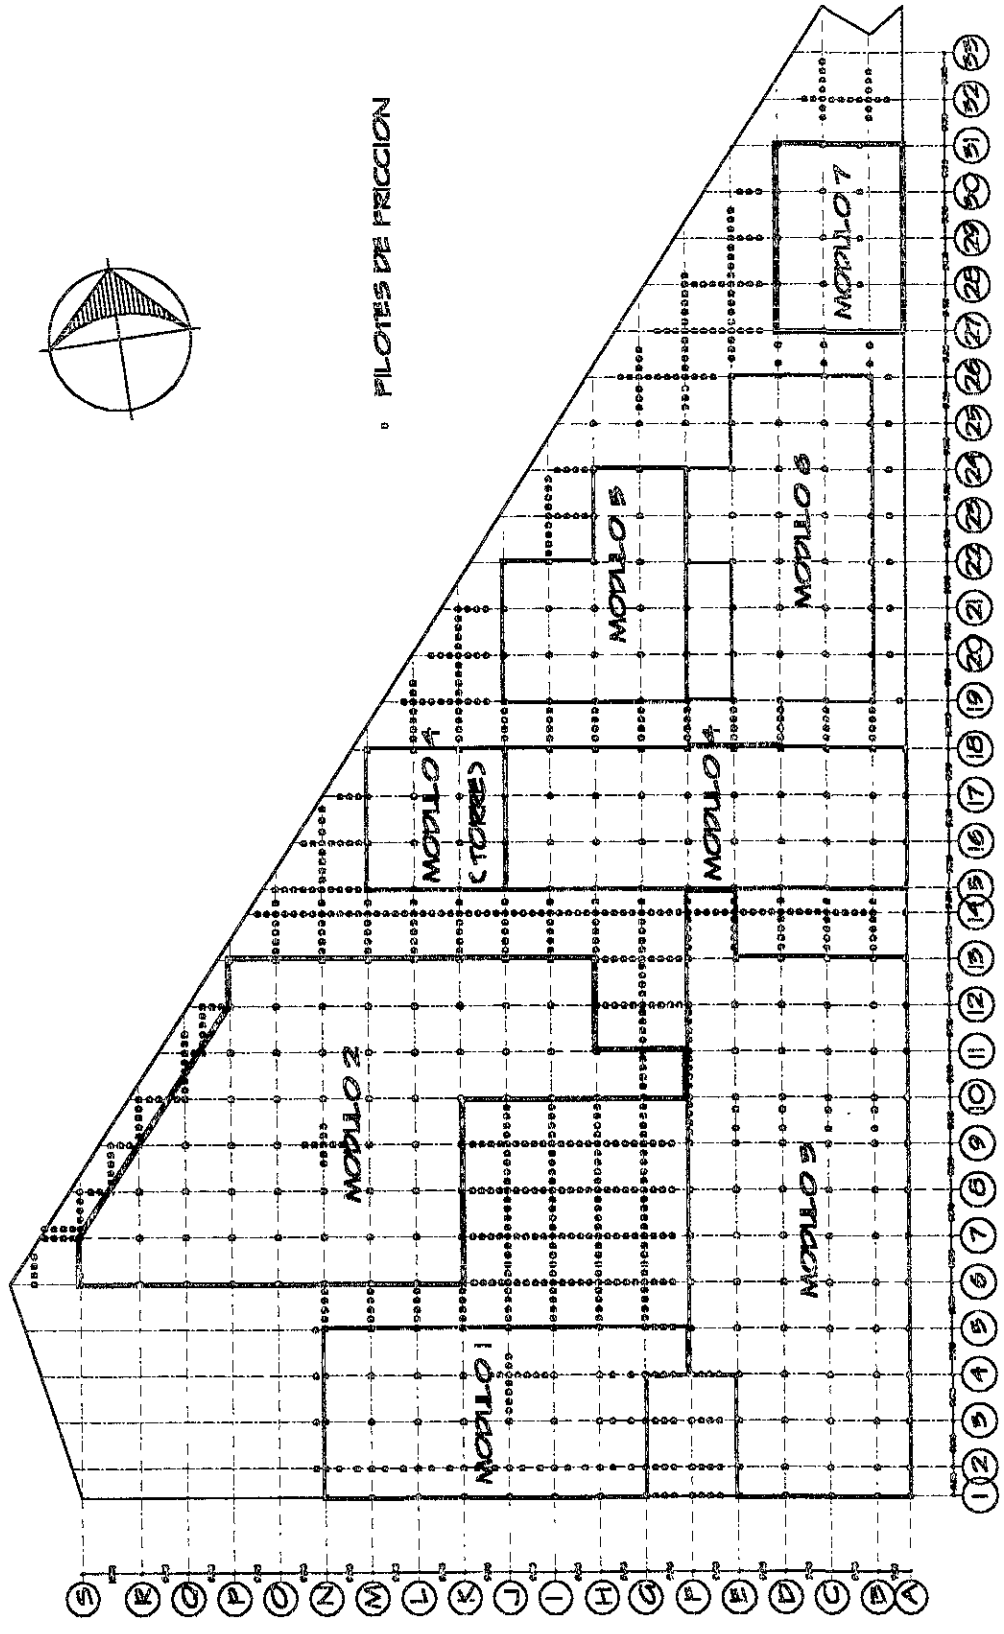 ° PILOTES DE FRICCION
MODULO 1
MODULO 2
MODULO 3
MODULO 4
(TORRE)
MODULO 4
MODULO 5
MODULO 6
MODULO 7
S
R
Q
P
O
N
M
L
K
J
I
H
G
F
E
D
C
B
A
1 2 3 4 5 6 7 8 9 10 11 12 13 14 15 16 17 18 19 20 21 22 23 24 25 26 27 28 29 30 31 32 33